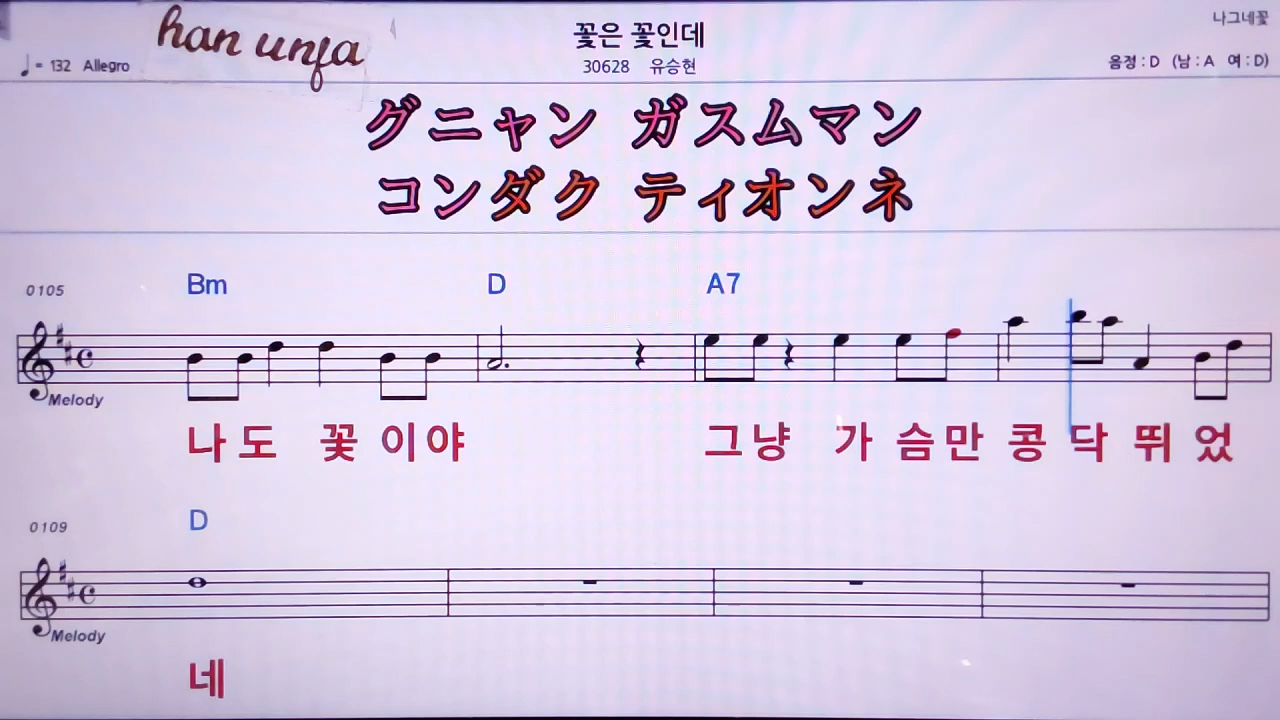 han unfa
꽃은 꽃인데
나그네꽃
♩= 132 Allegro
30628 유승현
음정 : D (남 : A 여 : D)
グニャン ガスムマン
コンダク ティオンネ
0105 Bm D A7
Melody
나도 꽃이야 그냥 가슴만 콩닥 뛰었
0109 D
Melody
네